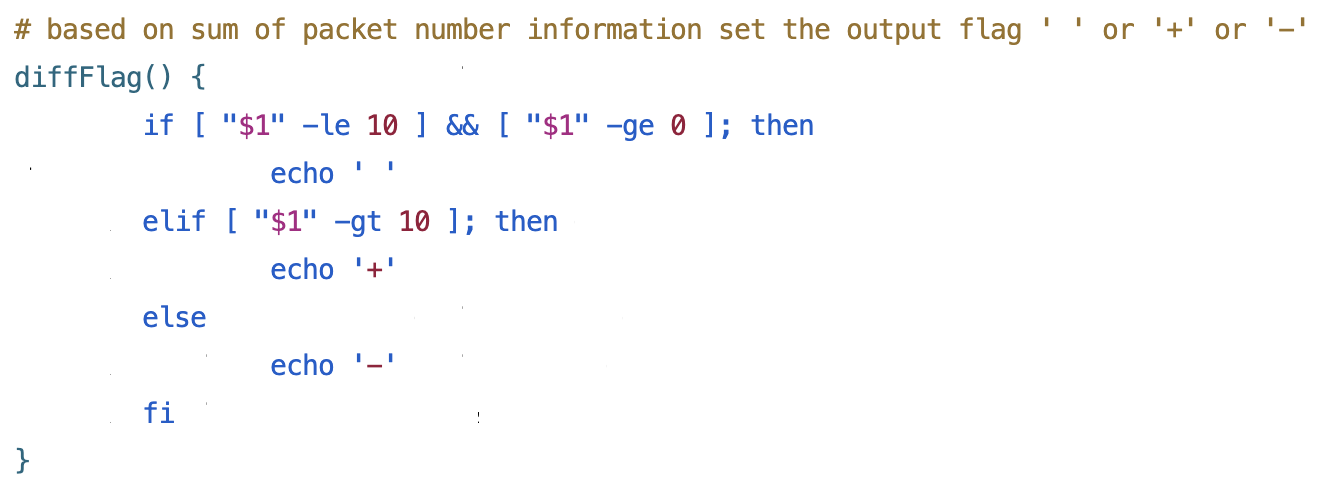 # based on sum of packet number information set the output flag ' ' or '+' or '-'
diffFlag() {
        if [ "$1" -le 10 ] && [ "$1" -ge 0 ]; then
                echo ' '
        elif [ "$1" -gt 10 ]; then
                echo '+'
        else
                echo '-'
        fi
}